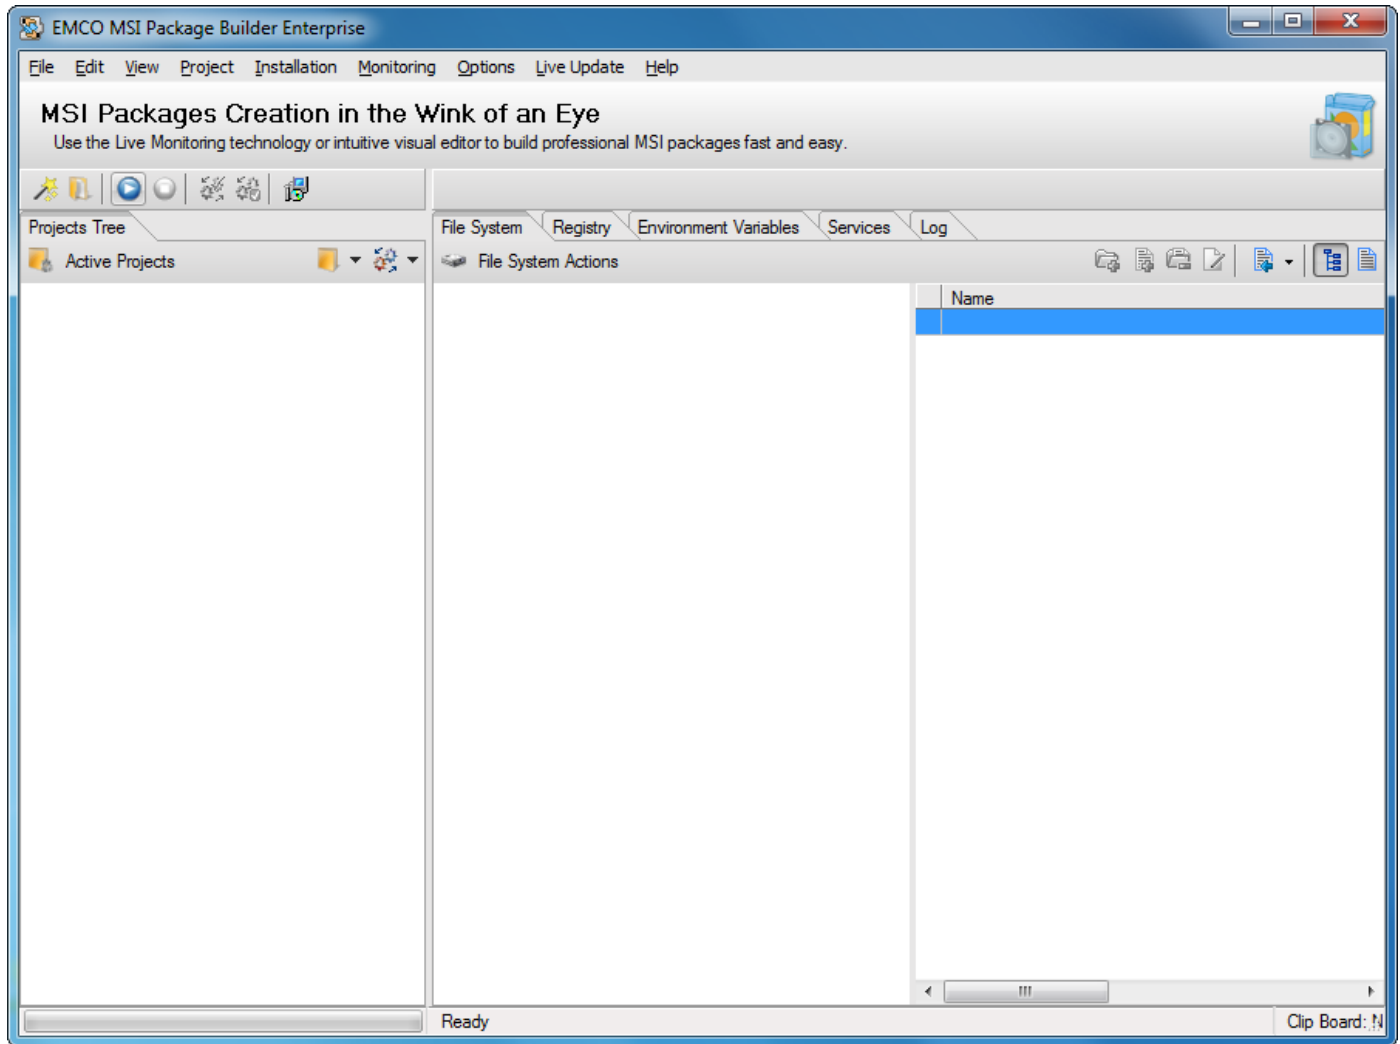 EMCO MSI Package Builder Enterprise
File Edit View Project Installation Monitoring Options Live Update Help
MSI Packages Creation in the Wink of an Eye
Use the Live Monitoring technology or intuitive visual editor to build professional MSI packages fast and easy.
Projects Tree
File System Registry Environment Variables Services Log
Active Projects
File System Actions
Name
Ready
Clip Board: N